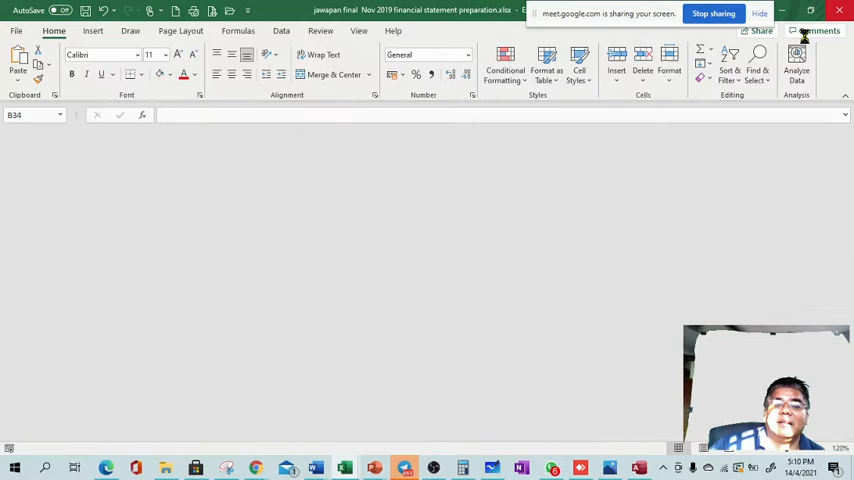 AutoSave Off jawapan final Nov 2019 financial statement preparation.xlsx - E
meet.google.com is sharing your screen. Stop sharing Hide
File Home Insert Draw Page Layout Formulas Data Review View Help Share Comments
Calibri 11 Wrap Text General
Paste B I U A Merge & Center % Conditional Formatting Format as Table Cell Styles Insert Delete Format Sort & Filter Find & Select Analyze Data
Clipboard Font Alignment Number Styles Cells Editing Analysis
B34 fx
120%
5:10 PM
14/4/2021